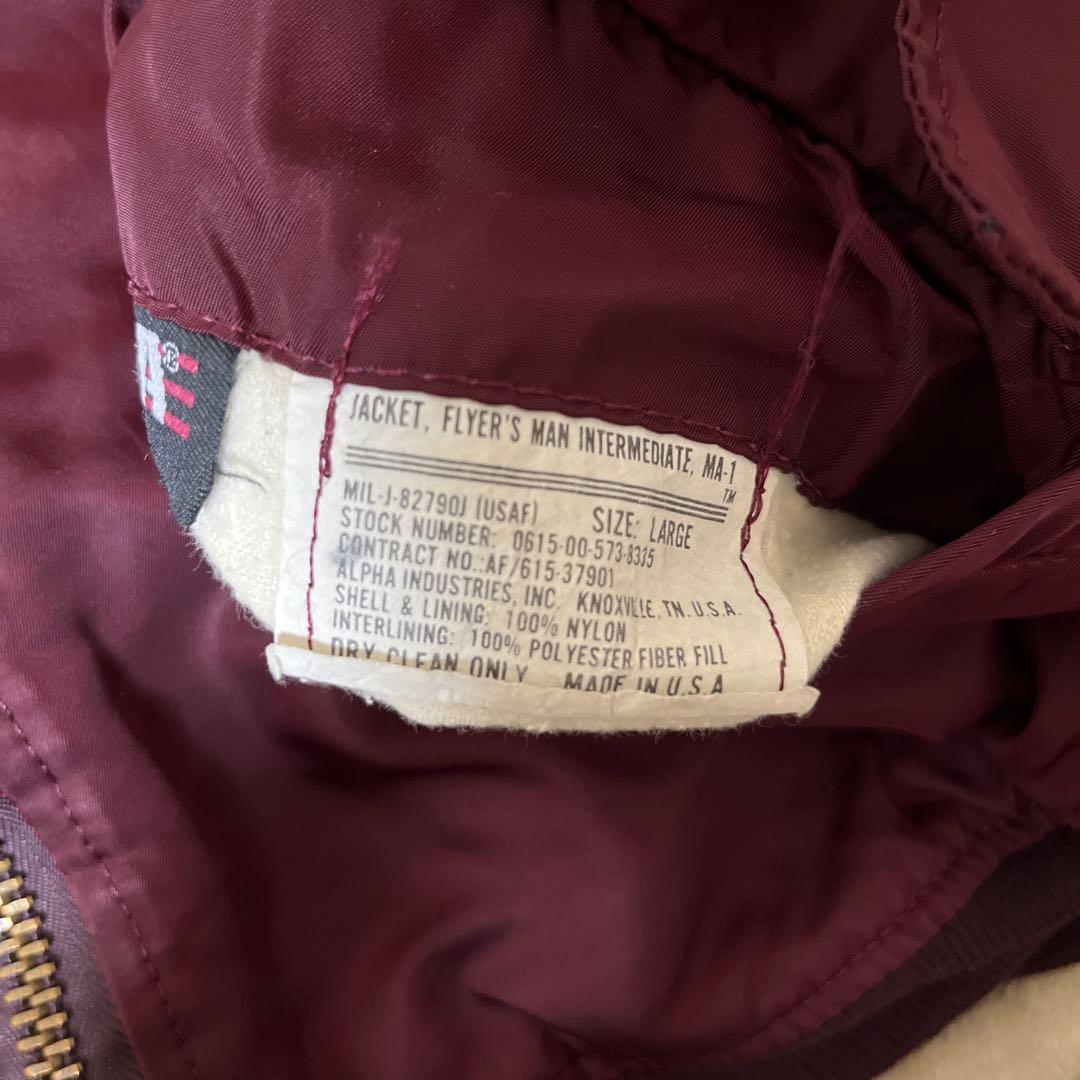 A®
JACKET, FLYER'S MAN INTERMEDIATE, MA-1
TM
MIL-J-82790J (USAF) SIZE: LARGE
STOCK NUMBER: 0615-00-573-8335
CONTRACT NO.:AF/615-37901
ALPHA INDUSTRIES, INC. KNOXVILLE, TN. U.S.A.
SHELL & LINING: 100% NYLON
INTERLINING: 100% POLYESTER FIBER FILL
DRY CLEAN ONLY MADE IN U.S.A